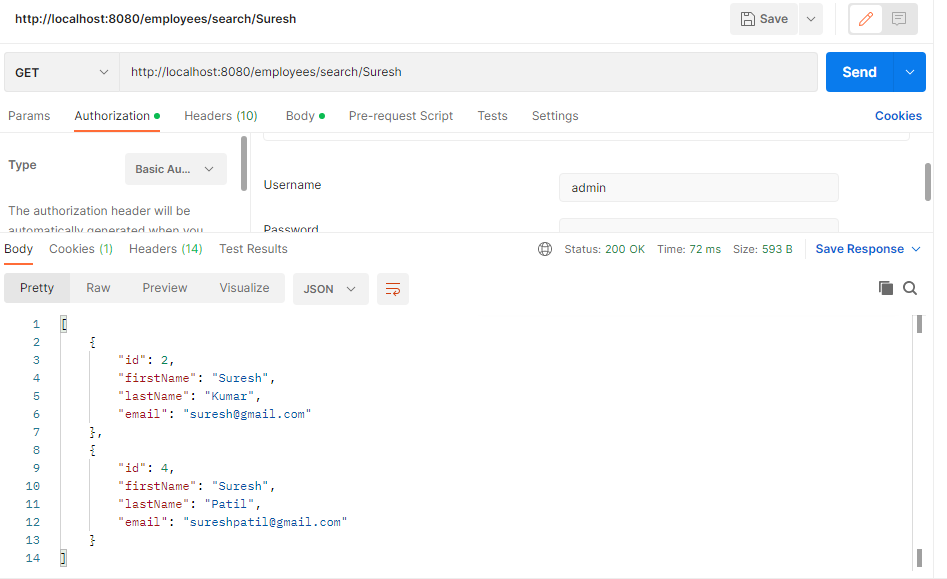 http://localhost:8080/employees/search/Suresh
Save
GET
http://localhost:8080/employees/search/Suresh
Send
Params Authorization Headers (10) Body Pre-request Script Tests Settings Cookies
Type
Basic Au...
The authorization header will be
automatically generated when you
Username
admin
Password
Body Cookies (1) Headers (14) Test Results
Status: 200 OK Time: 72 ms Size: 593 B Save Response
Pretty Raw Preview Visualize JSON
1 [
2 {
3 "id": 2,
4 "firstName": "Suresh",
5 "lastName": "Kumar",
6 "email": "suresh@gmail.com"
7 },
8 {
9 "id": 4,
10 "firstName": "Suresh",
11 "lastName": "Patil",
12 "email": "sureshpatil@gmail.com"
13 }
14 ]